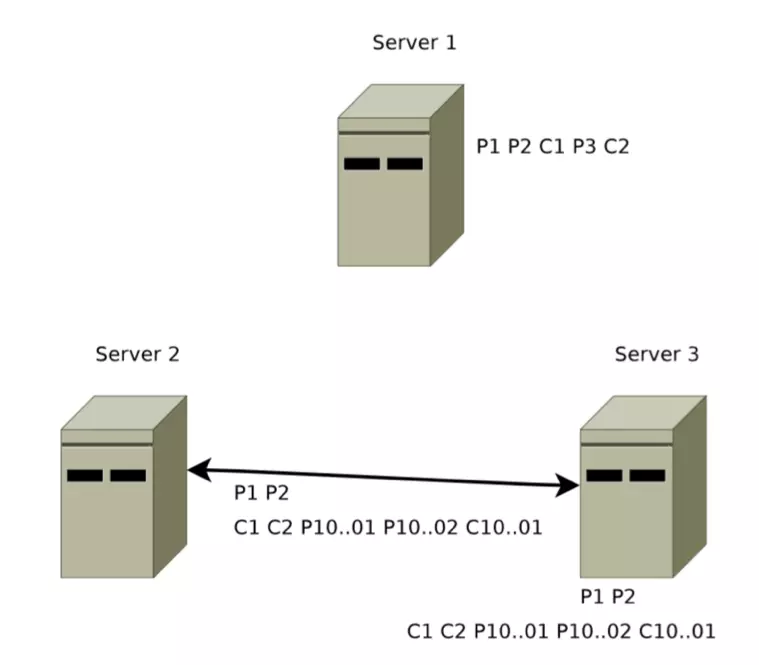 Server 1
P1 P2 C1 P3 C2
Server 2
Server 3
P1 P2
C1 C2 P10..01 P10..02 C10..01
P1 P2
C1 C2 P10..01 P10..02 C10..01